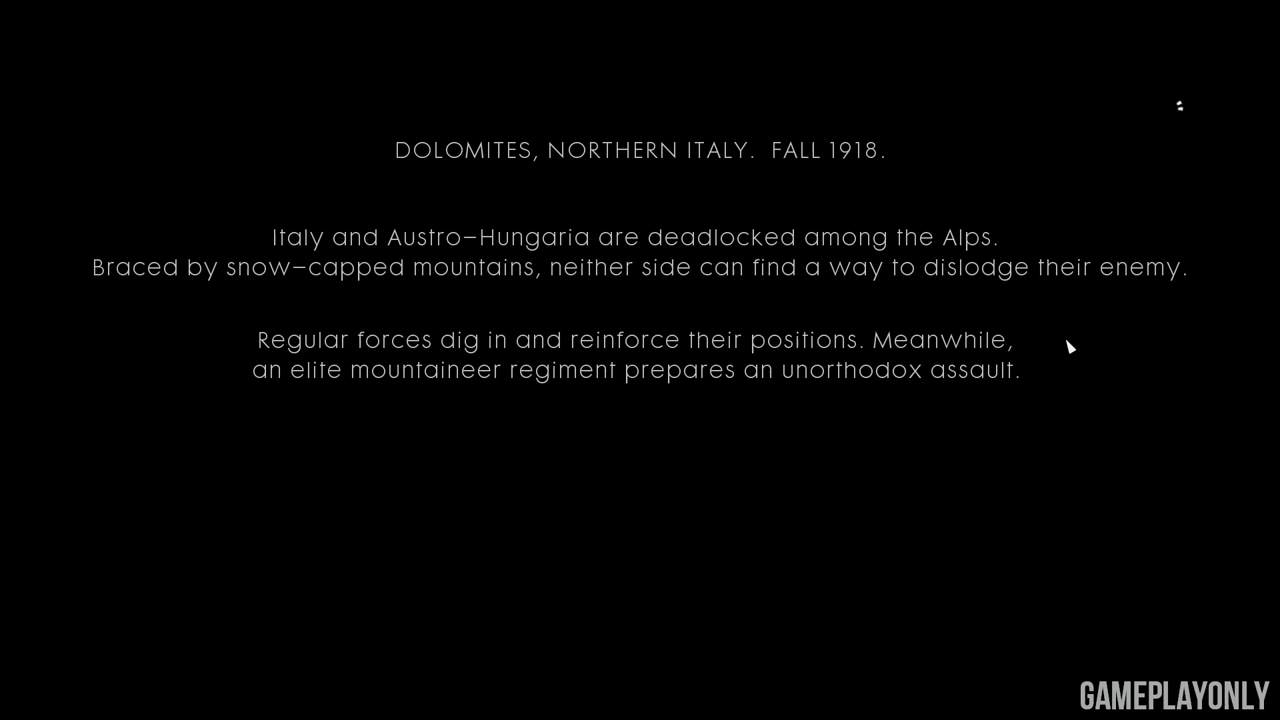 DOLOMITES, NORTHERN ITALY. FALL 1918.
Italy and Austro-Hungaria are deadlocked among the Alps.
Braced by snow-capped mountains, neither side can find a way to dislodge their enemy.
Regular forces dig in and reinforce their positions. Meanwhile,
an elite mountaineer regiment prepares an unorthodox assault.
GAMEPLAYONLY